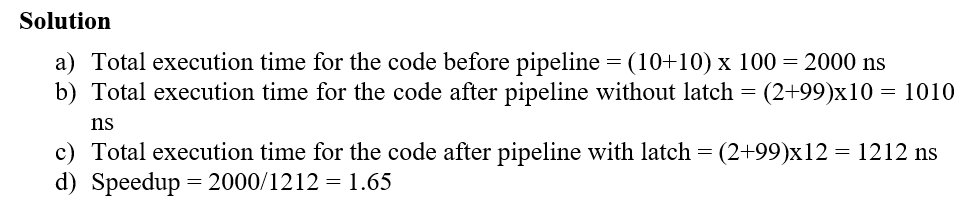 Solution
a) Total execution time for the code before pipeline = (10+10) x 100 = 2000 ns
b) Total execution time for the code after pipeline without latch = (2+99)x10 = 1010
ns
c) Total execution time for the code after pipeline with latch = (2+99)x12 = 1212 ns
d) Speedup = 2000/1212 = 1.65